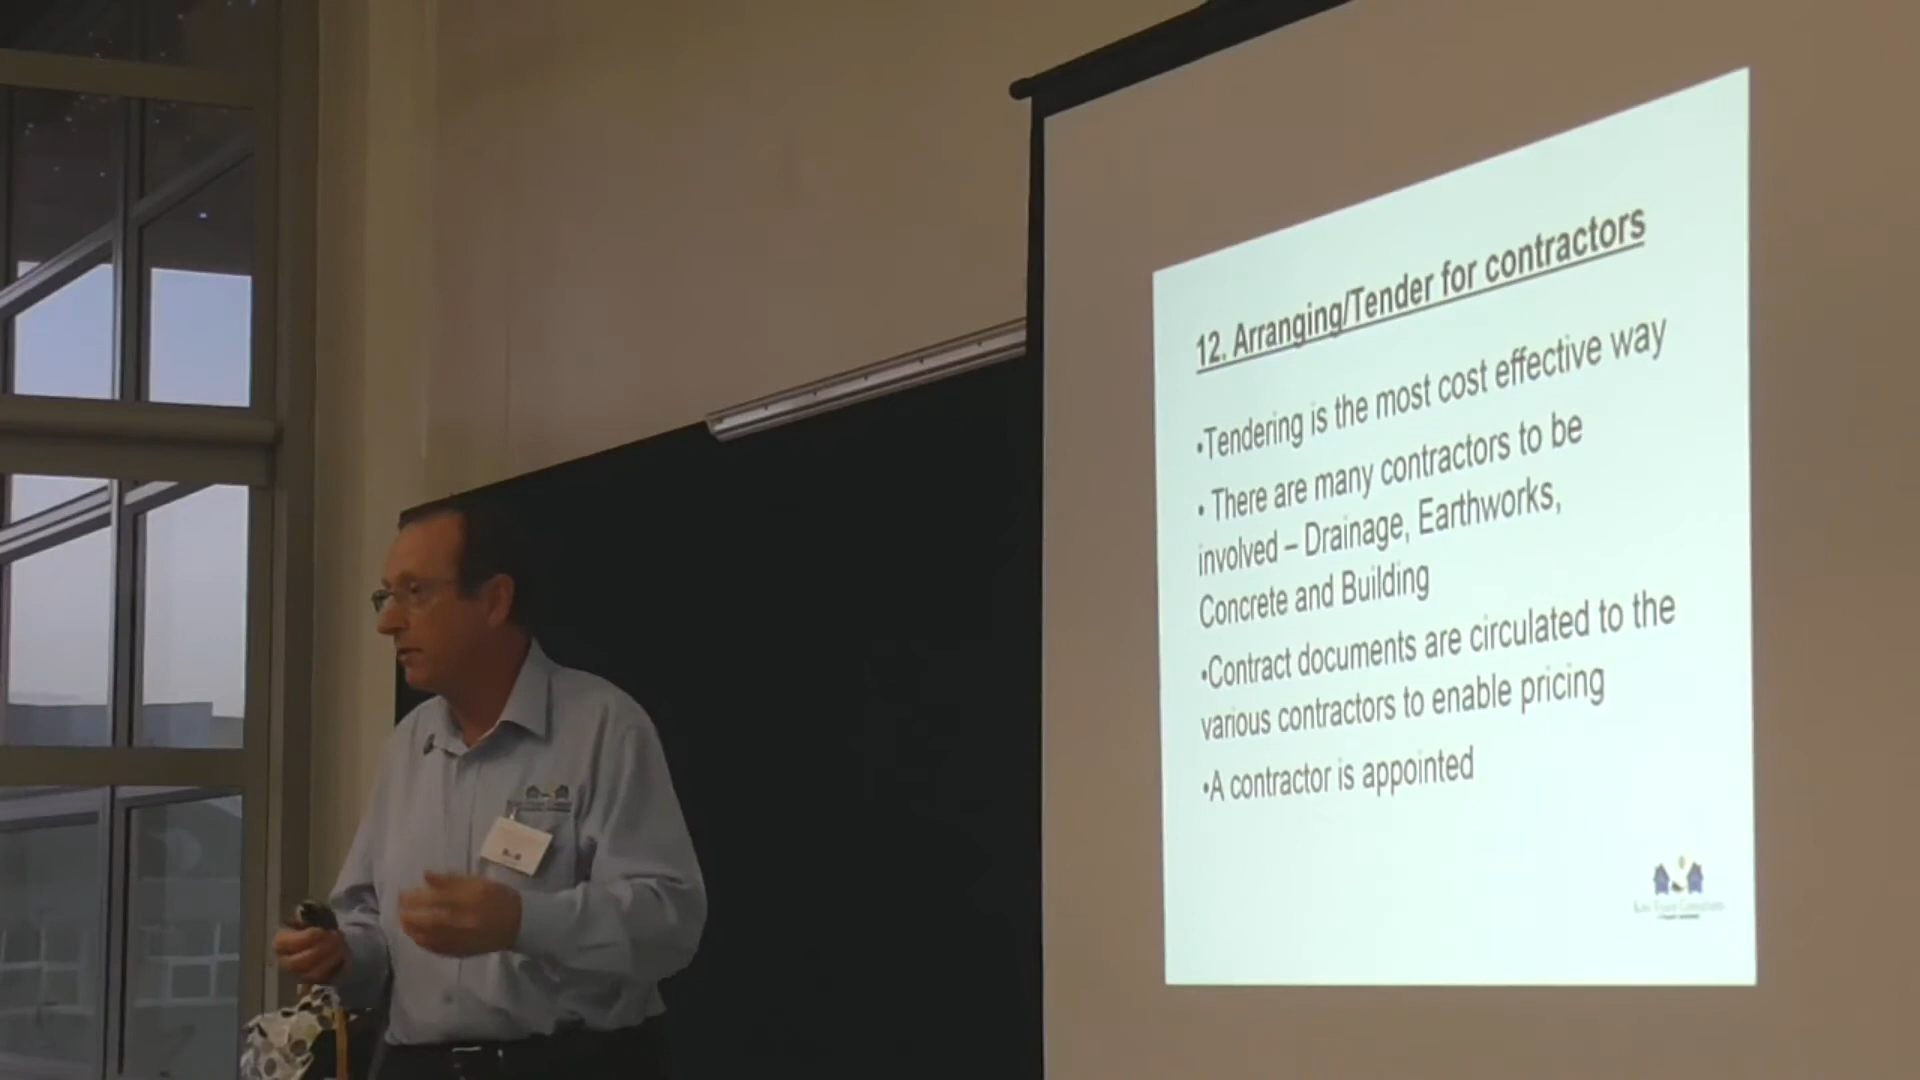 12. Arranging/Tender for contractors
•Tendering is the most cost effective way
• There are many contractors to be
involved – Drainage, Earthworks,
Concrete and Building
•Contract documents are circulated to the
various contractors to enable pricing
•A contractor is appointed